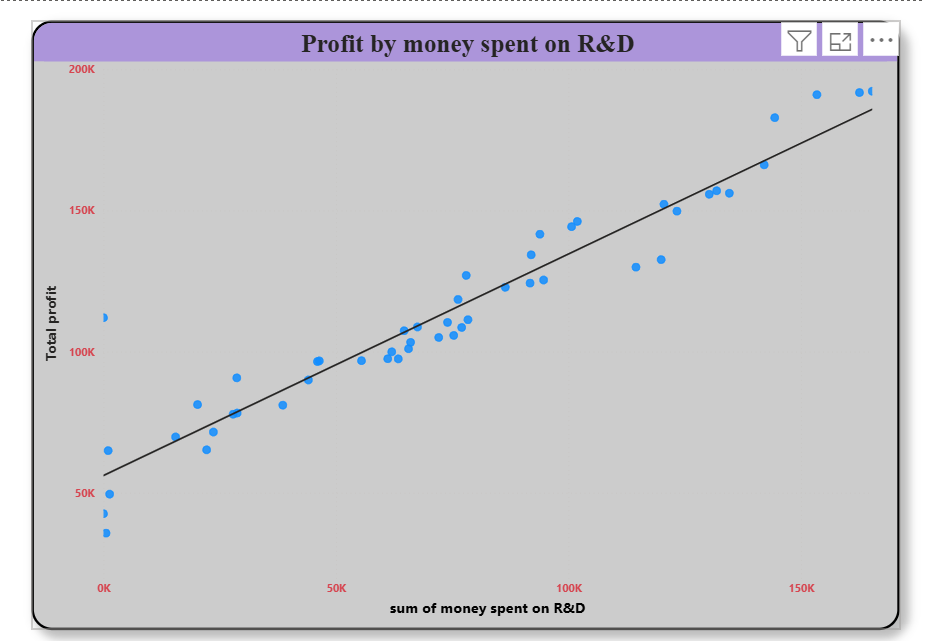 Profit by money spent on R&D
200K
150K
100K
50K
Total profit
0K 50K 100K 150K
sum of money spent on R&D